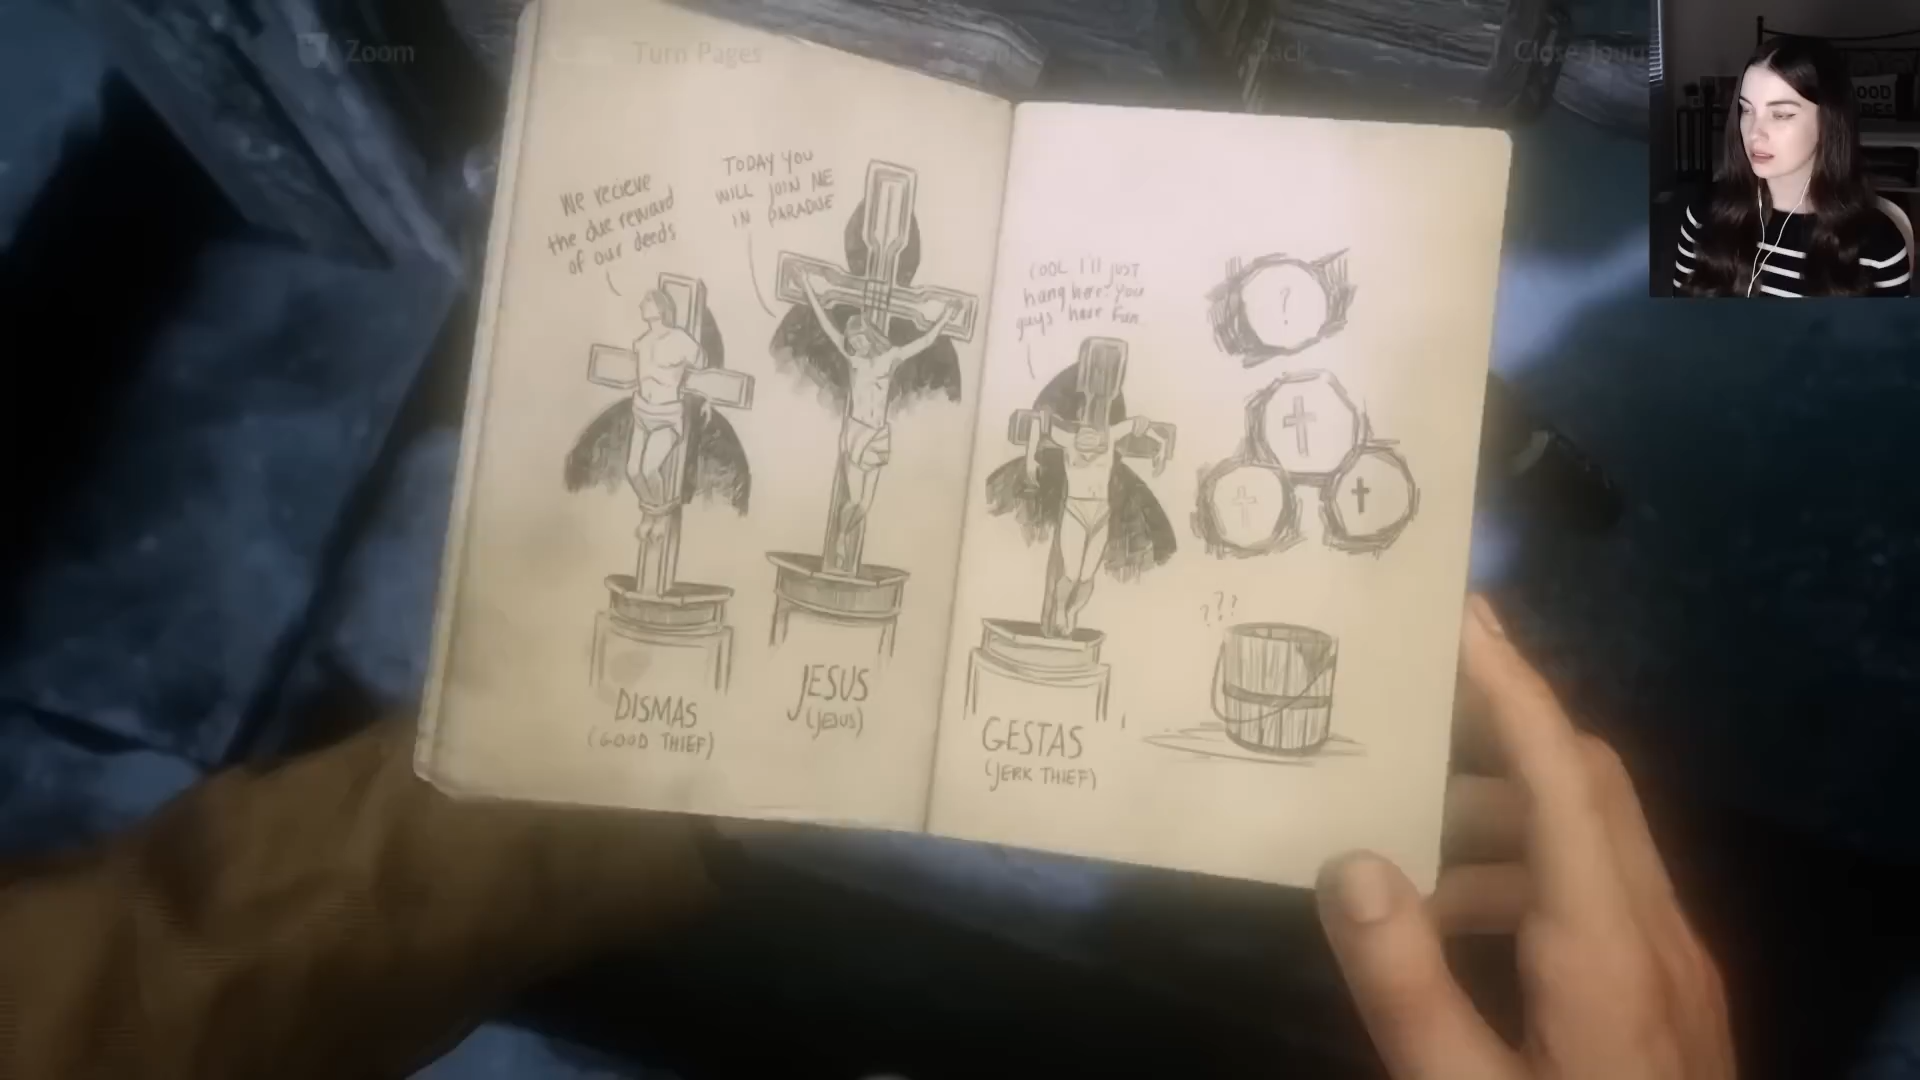 Zoom
Turn Pages
Back
We recieve
the due reward
of our deeds
TODAY YOU
WILL JOIN ME
IN PARADISE
COOL I'll JUST
hang here. you
guys have fun
?
???
DISMAS
(GOOD THIEF)
JESUS
(JESUS)
GESTAS
(JERK THIEF)